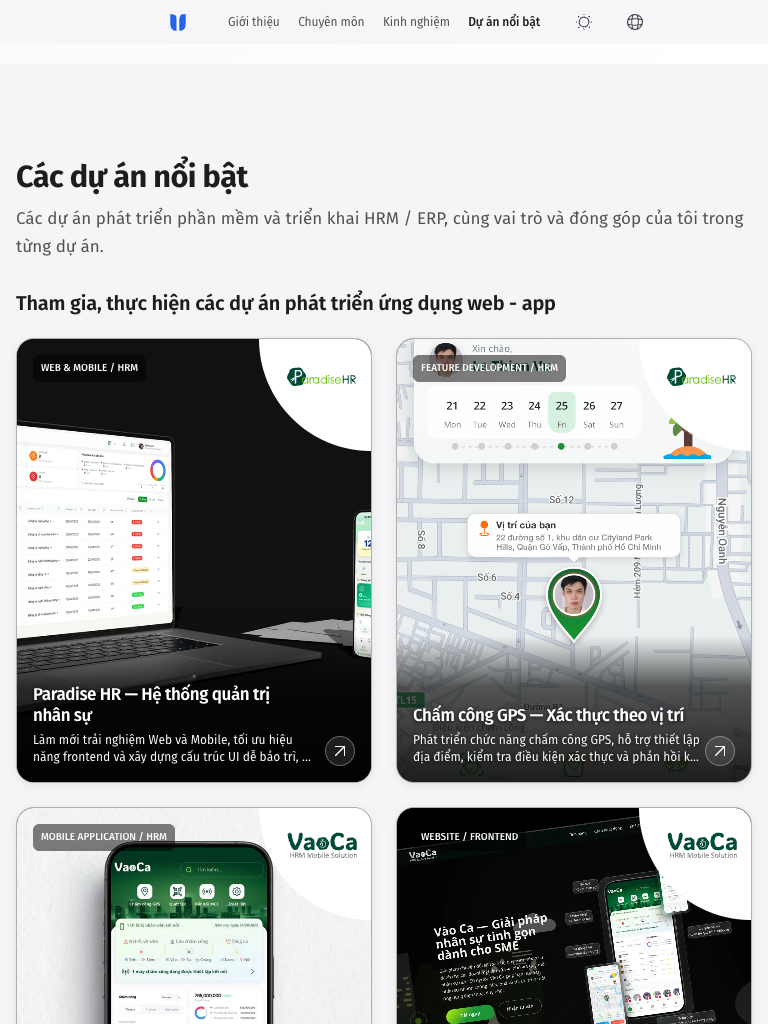 Giới thiệu
Chuyên môn
Kinh nghiệm
Dự án nổi bật
Các dự án nổi bật
Các dự án phát triển phần mềm và triển khai HRM / ERP, cùng vai trò và đóng góp của tôi trong
từng dự án.
Tham gia, thực hiện các dự án phát triển ứng dụng web - app
WEB & MOBILE / HRM
ParadiseHR
Paradise HR — Hệ thống quản trị
nhân sự
Làm mới trải nghiệm Web và Mobile, tối ưu hiệu
năng frontend và xây dựng cấu trúc UI dễ bảo trì, ...
Xin chào,
FEATURE DEVELOPMENT / HRM
ParadiseHR
21 22 23 24 25 26 27
Mon Tue Wed Thu Fri Sat Sun
Số 12
Nguyễn Oanh
Số 8
Vị trí của bạn
22 đường số 1, khu dân cư Cityland Park
Hills, Quận Gò Vấp, Thành phố Hồ Chí Minh
Số 6
Số 4
TL15
Chấm công GPS — Xác thực theo vị trí
Phát triển chức năng chấm công GPS, hỗ trợ thiết lập
địa điểm, kiểm tra điều kiện xác thực và phản hồi k...
MOBILE APPLICATION / HRM
VaoCa
HRM Mobile Solution
VaoCa
Tìm kiếm...
Chấm công GPS
WEBSITE / FRONTEND
VaoCa
HRM Mobile Solution
VaoCa
Vào Ca — Giải pháp
nhân sự tinh gọn
dành cho SME